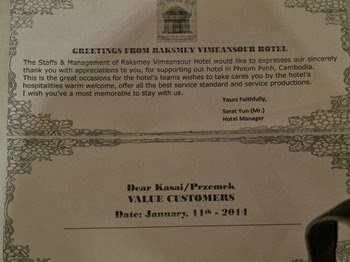 GREETINGS FROM RAKSMEY VIMEANSOUR HOTEL
The Staffs & Management of Raksmey Vimeansour Hotel would like to expresses our sincerely
thank you with appreciations to you, for supporting our hotel in Phnom Penh, Cambodia.
This is the great occasions for the hotel's teams wishes to take cares you by the hotel's
hospitalities warm welcome, offer all the best service standard and service productions.
I wish you've a most memorable to stay with us.
Yours Faithfully,
Sarat Yun (Mr.)
Hotel Manager
Dear Kasai/Przemek
VALUE CUSTOMERS
Date: January, 11th - 2014